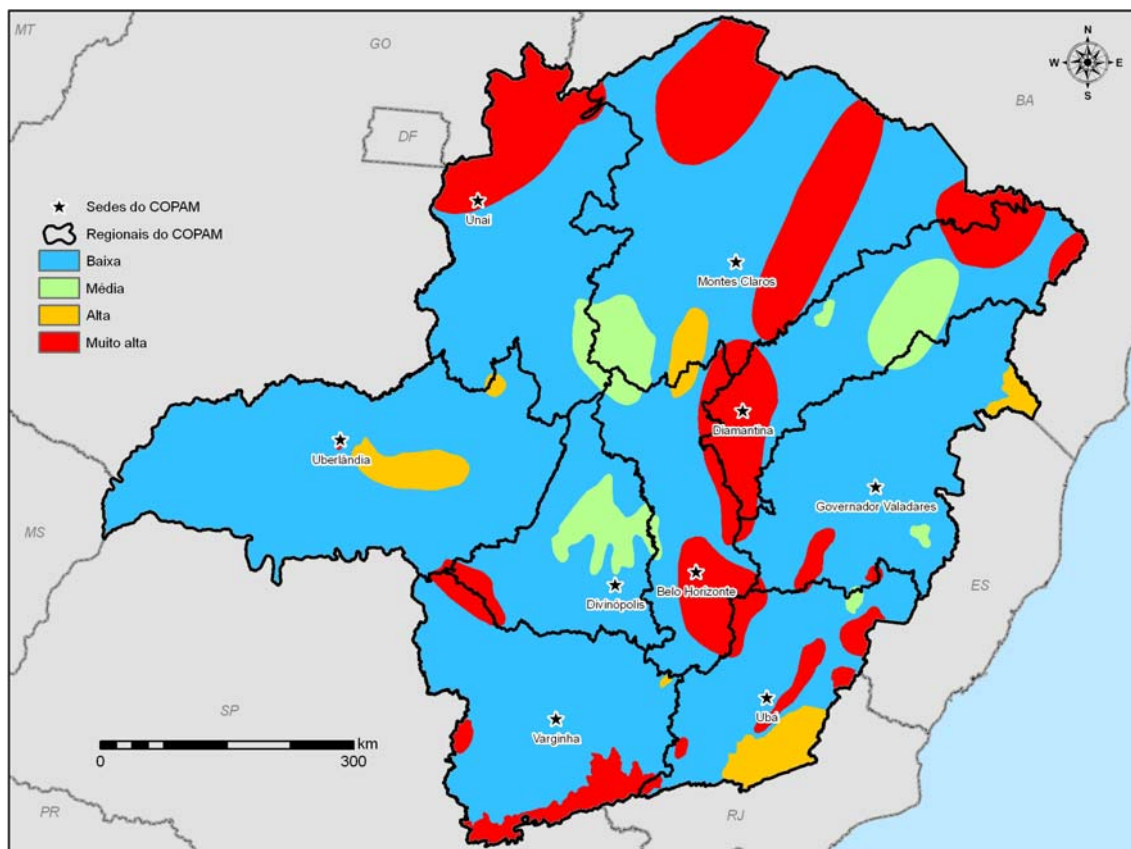 MT
GO
N
W
E
S
BA
DF
Sedes do COPAM
Regionais do COPAM
Baixa
Média
Alta
Muito alta
Unaí
Montes Claros
Diamantina
Uberlândia
Governador Valadares
MS
Belo Horizonte
Divinópolis
ES
SP
Ubá
Varginha
km
0
300
PR
RJ